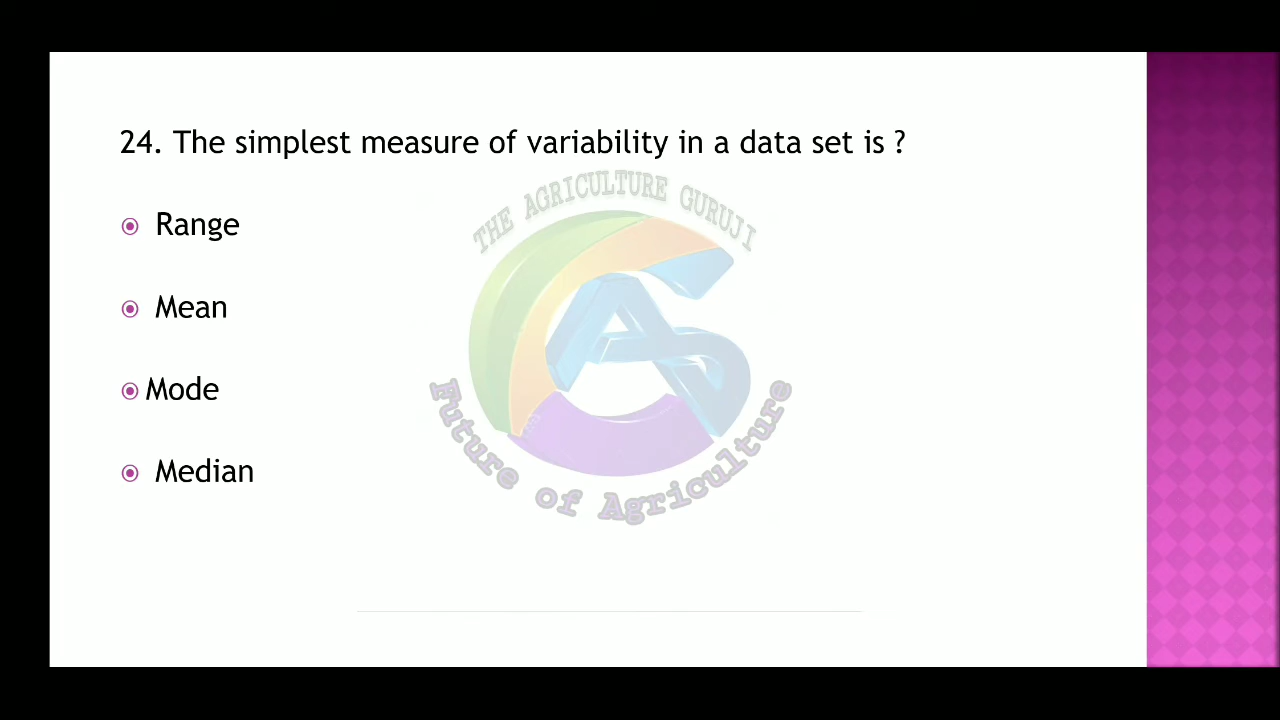 24. The simplest measure of variability in a data set is ?
THE AGRICULTURE GURUJI
Range
Mean
Mode
Median
Future of Agriculture